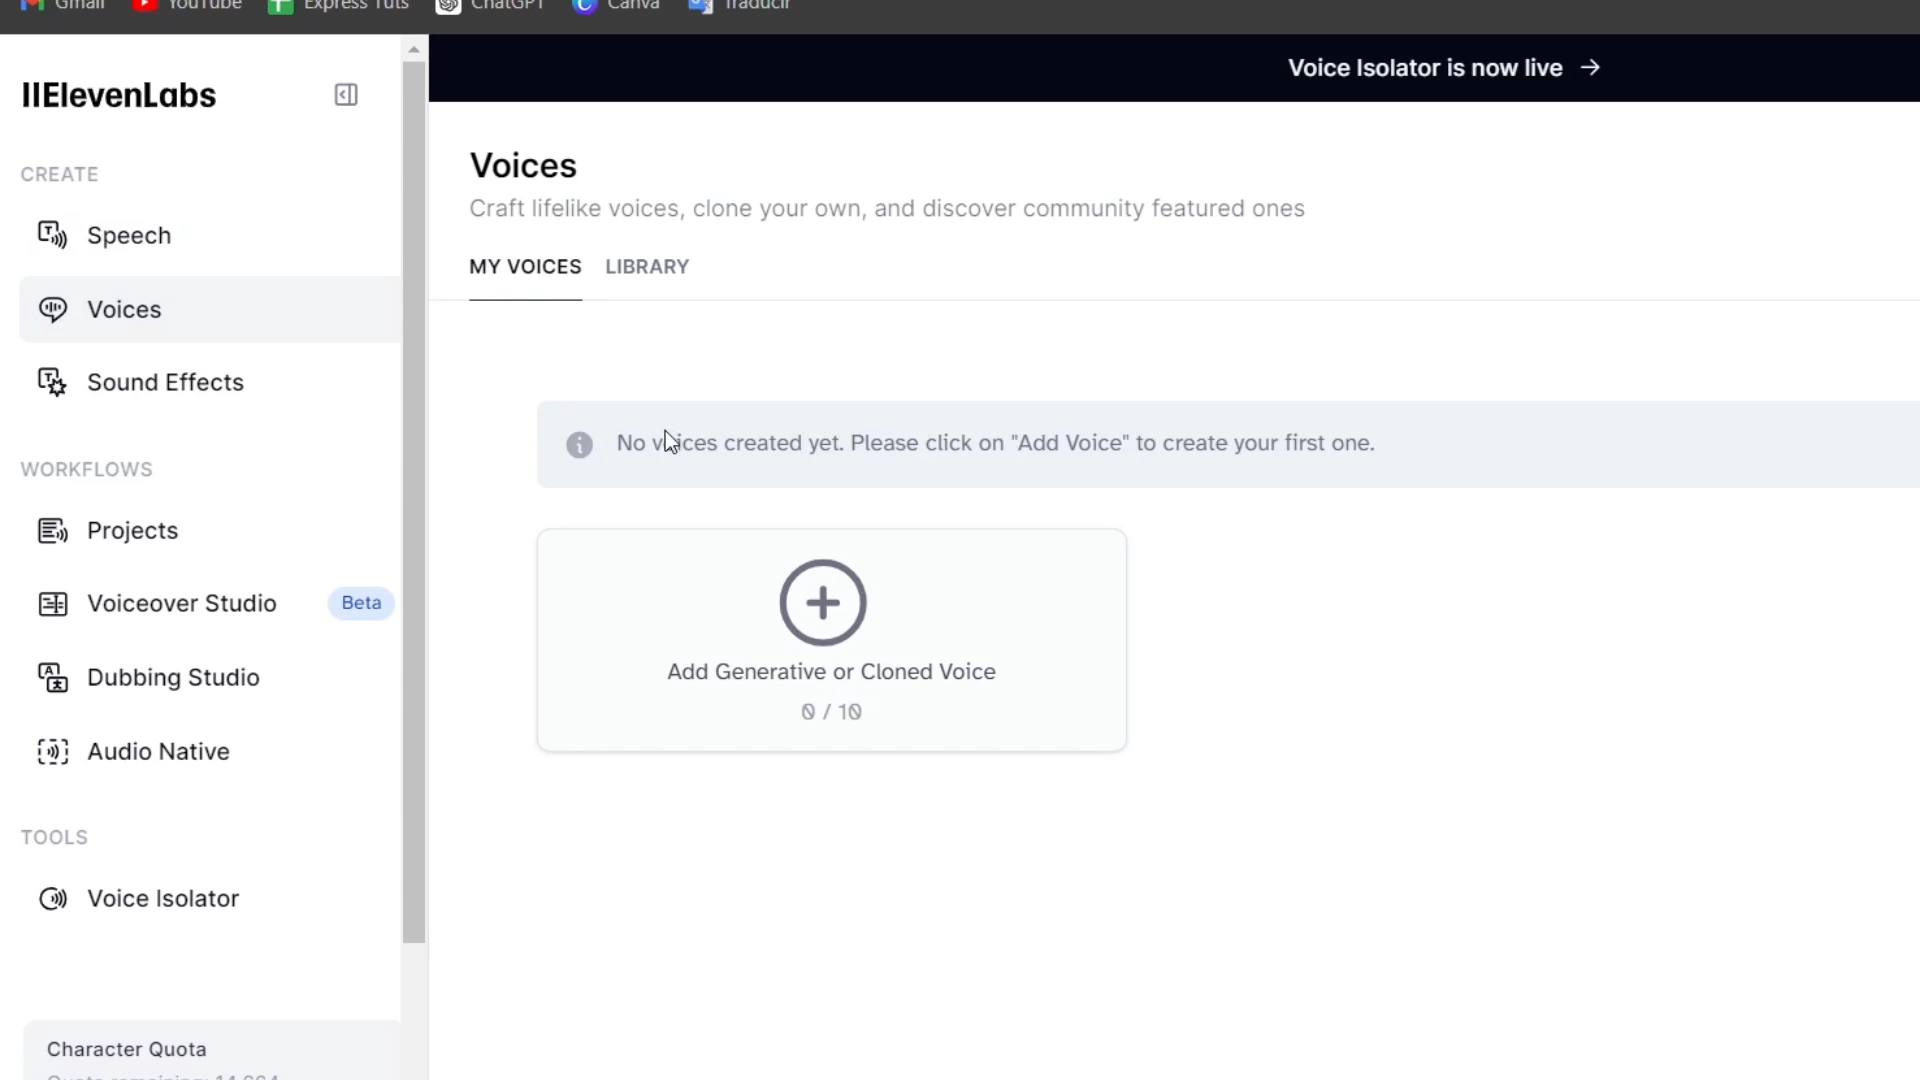 Gmail YouTube Express Tuts ChatGPT Canva Traducir
IIElevenLabs
Voice Isolator is now live →
CREATE
Speech
Voices
Sound Effects
WORKFLOWS
Projects
Voiceover Studio Beta
Dubbing Studio
Audio Native
TOOLS
Voice Isolator
Character Quota
Voices
Craft lifelike voices, clone your own, and discover community featured ones
MY VOICES LIBRARY
No voices created yet. Please click on "Add Voice" to create your first one.
Add Generative or Cloned Voice
0 / 10